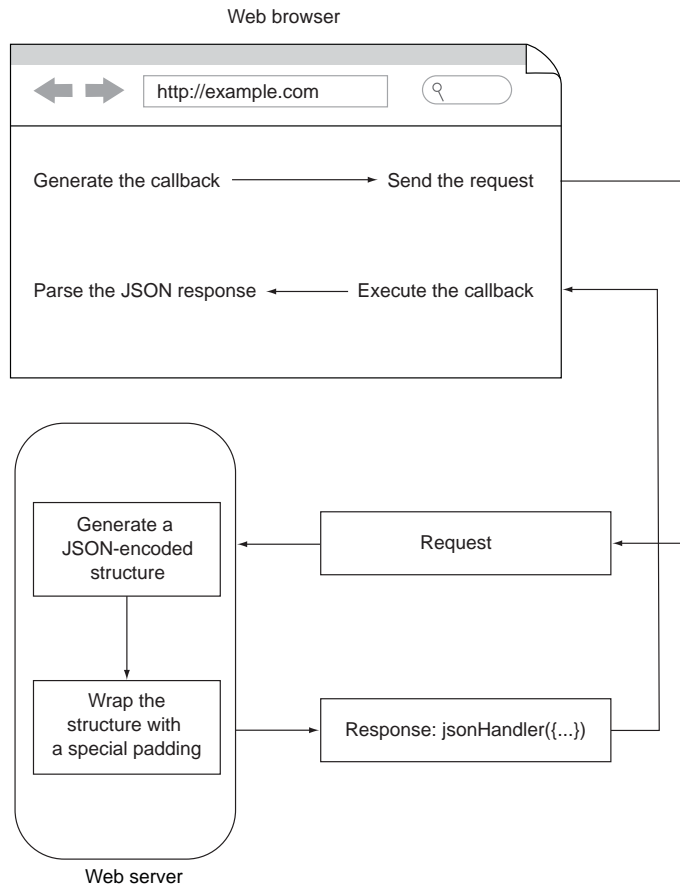 Web browser
http://example.com
Generate the callback
Send the request
Parse the JSON response
Execute the callback
Generate a
JSON-encoded
structure
Request
Wrap the
structure with
a special padding
Response: jsonHandler({...})
Web server